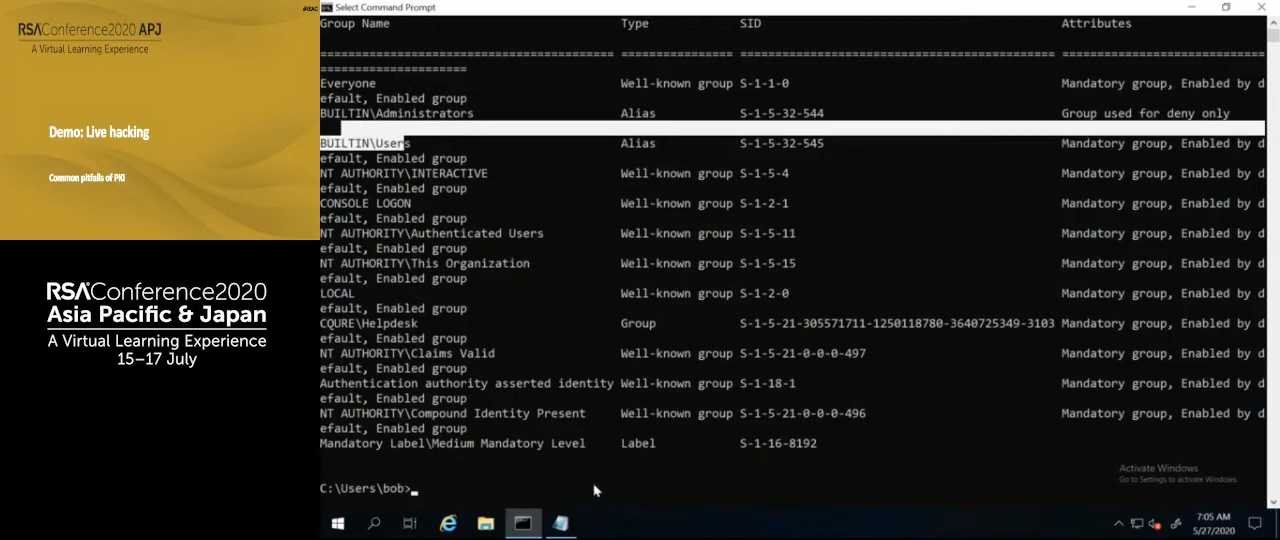 #RSAC
RSAConference2020 APJ
A Virtual Learning Experience
Demo: Live hacking
Common pitfalls of PKI
RSAConference2020
Asia Pacific & Japan
A Virtual Learning Experience
15–17 July
Select Command Prompt
Group Name Type SID Attributes
========================================== ================ ============================================= =============================
=====================
Everyone Well-known group S-1-1-0 Mandatory group, Enabled by d
efault, Enabled group
BUILTIN\Administrators Alias S-1-5-32-544 Group used for deny only
BUILTIN\Users Alias S-1-5-32-545 Mandatory group, Enabled by d
efault, Enabled group
NT AUTHORITY\INTERACTIVE Well-known group S-1-5-4 Mandatory group, Enabled by d
efault, Enabled group
CONSOLE LOGON Well-known group S-1-2-1 Mandatory group, Enabled by d
efault, Enabled group
NT AUTHORITY\Authenticated Users Well-known group S-1-5-11 Mandatory group, Enabled by d
efault, Enabled group
NT AUTHORITY\This Organization Well-known group S-1-5-15 Mandatory group, Enabled by d
efault, Enabled group
LOCAL Well-known group S-1-2-0 Mandatory group, Enabled by d
efault, Enabled group
CQURE\Helpdesk Group S-1-5-21-305571711-1250118780-3640725349-3103 Mandatory group, Enabled by d
efault, Enabled group
NT AUTHORITY\Claims Valid Well-known group S-1-5-21-0-0-0-497 Mandatory group, Enabled by d
efault, Enabled group
Authentication authority asserted identity Well-known group S-1-18-1 Mandatory group, Enabled by d
efault, Enabled group
NT AUTHORITY\Compound Identity Present Well-known group S-1-5-21-0-0-0-496 Mandatory group, Enabled by d
efault, Enabled group
Mandatory Label\Medium Mandatory Level Label S-1-16-8192
Activate Windows
Go to Settings to activate Windows.
C:\Users\bob>
7:05 AM
5/27/2020